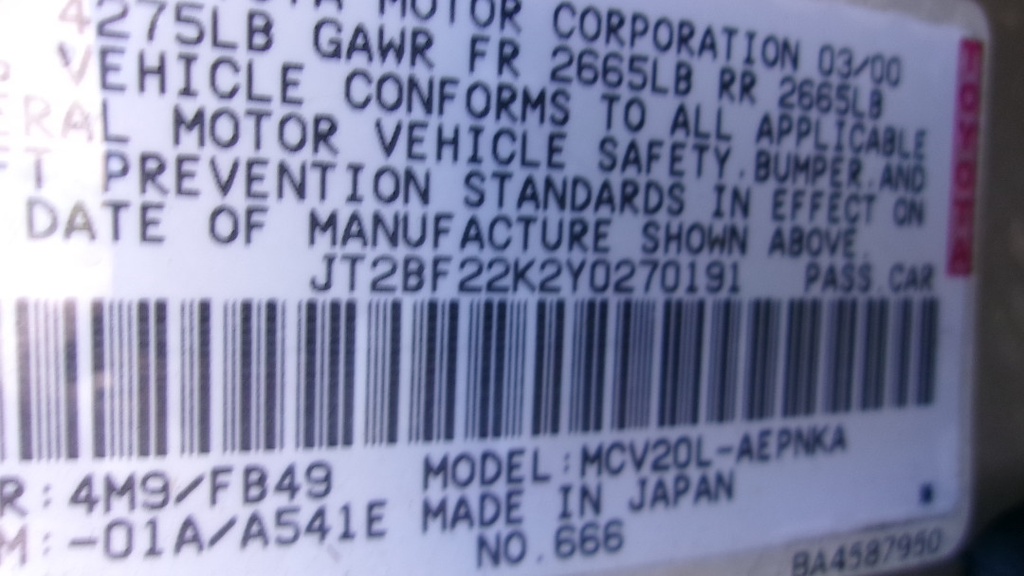 MOTOR CORPORATION 03/00
4275LB GAWR FR 2665LB RR 2665LB
VEHICLE CONFORMS TO ALL APPLICABLE
ERAL MOTOR VEHICLE SAFETY, BUMPER, AND
FT PREVENTION STANDARDS IN EFFECT ON
DATE OF MANUFACTURE SHOWN ABOVE.
JT2BF22K2Y0270191 PASS.CAR
R: 4M9/FB49 MODEL:MCV20L-AEPNKA
M: -01A/A541E MADE IN JAPAN
NO.666
BA4587950
TOYOTA